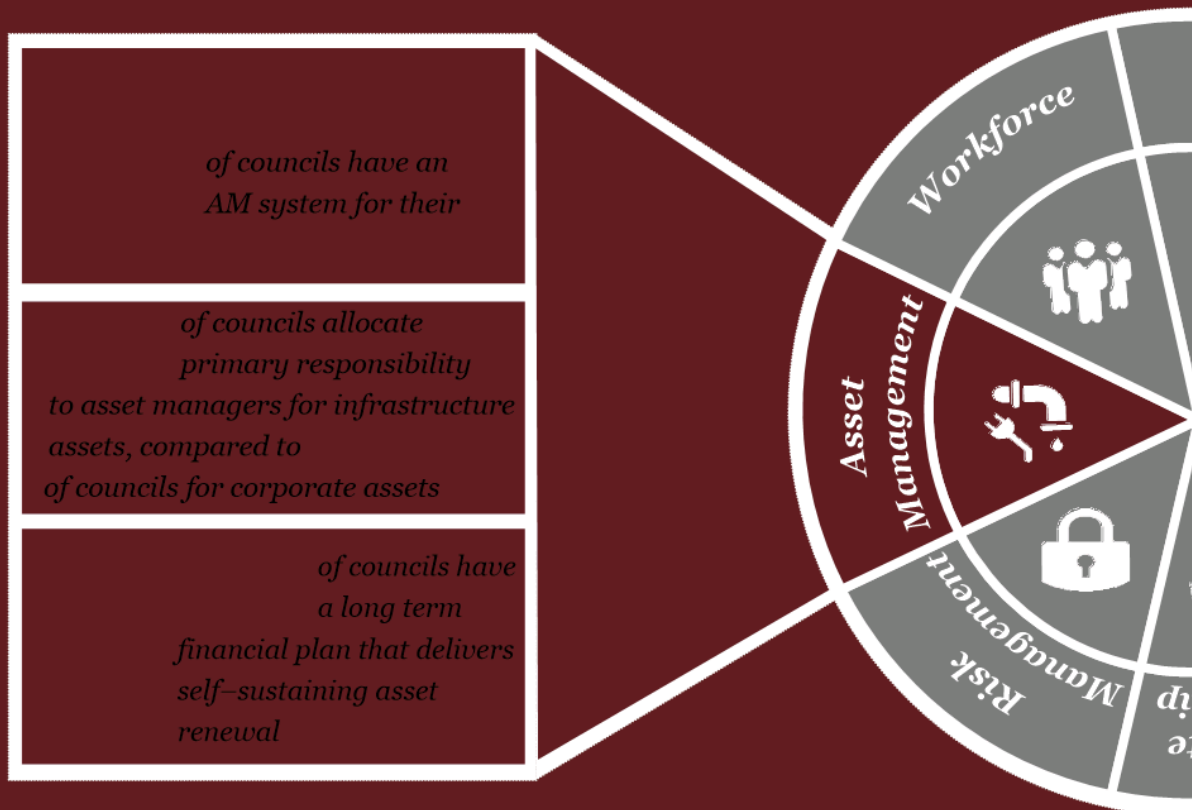 of councils have an
AM system for their
of councils allocate
primary responsibility
to asset managers for infrastructure
assets, compared to
of councils for corporate assets
of councils have
a long term
financial plan that delivers
self–sustaining asset
renewal
Workforce
Asset
Management
Risk
Management